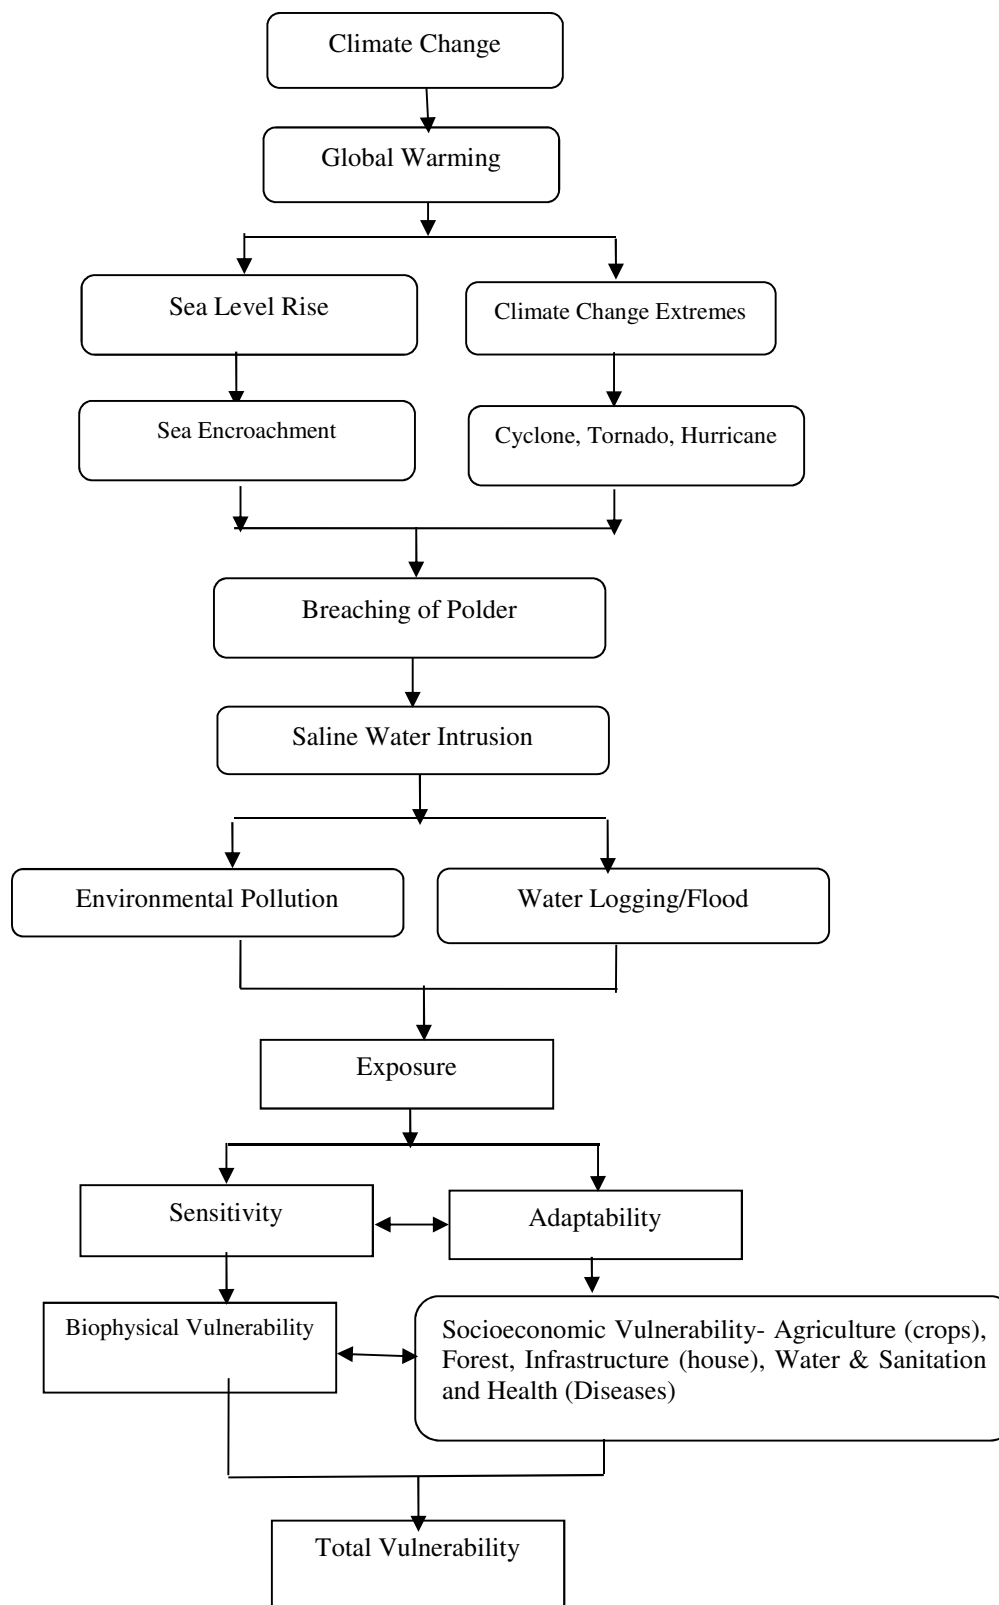 Climate Change
Global Warming
Sea Level Rise
Climate Change Extremes
Sea Encroachment
Cyclone, Tornado, Hurricane
Breaching of Polder
Saline Water Intrusion
Environmental Pollution
Water Logging/Flood
Exposure
Sensitivity
Adaptability
Biophysical Vulnerability
Socioeconomic Vulnerability- Agriculture (crops),
Forest, Infrastructure (house), Water & Sanitation
and Health (Diseases)
Total Vulnerability